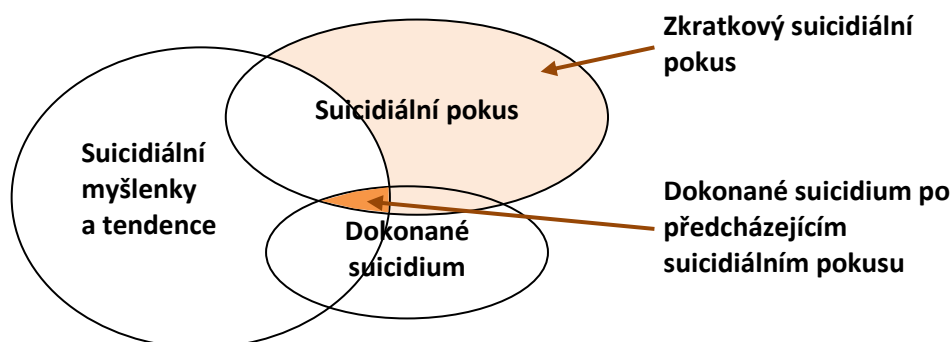 Zkratkový suicidiální
pokus
Suicidiální pokus
Suicidiální
myšlenky
a tendence
Dokonané suicidium po
předcházejícím
suicidiálním pokusu
Dokonané
suicidium